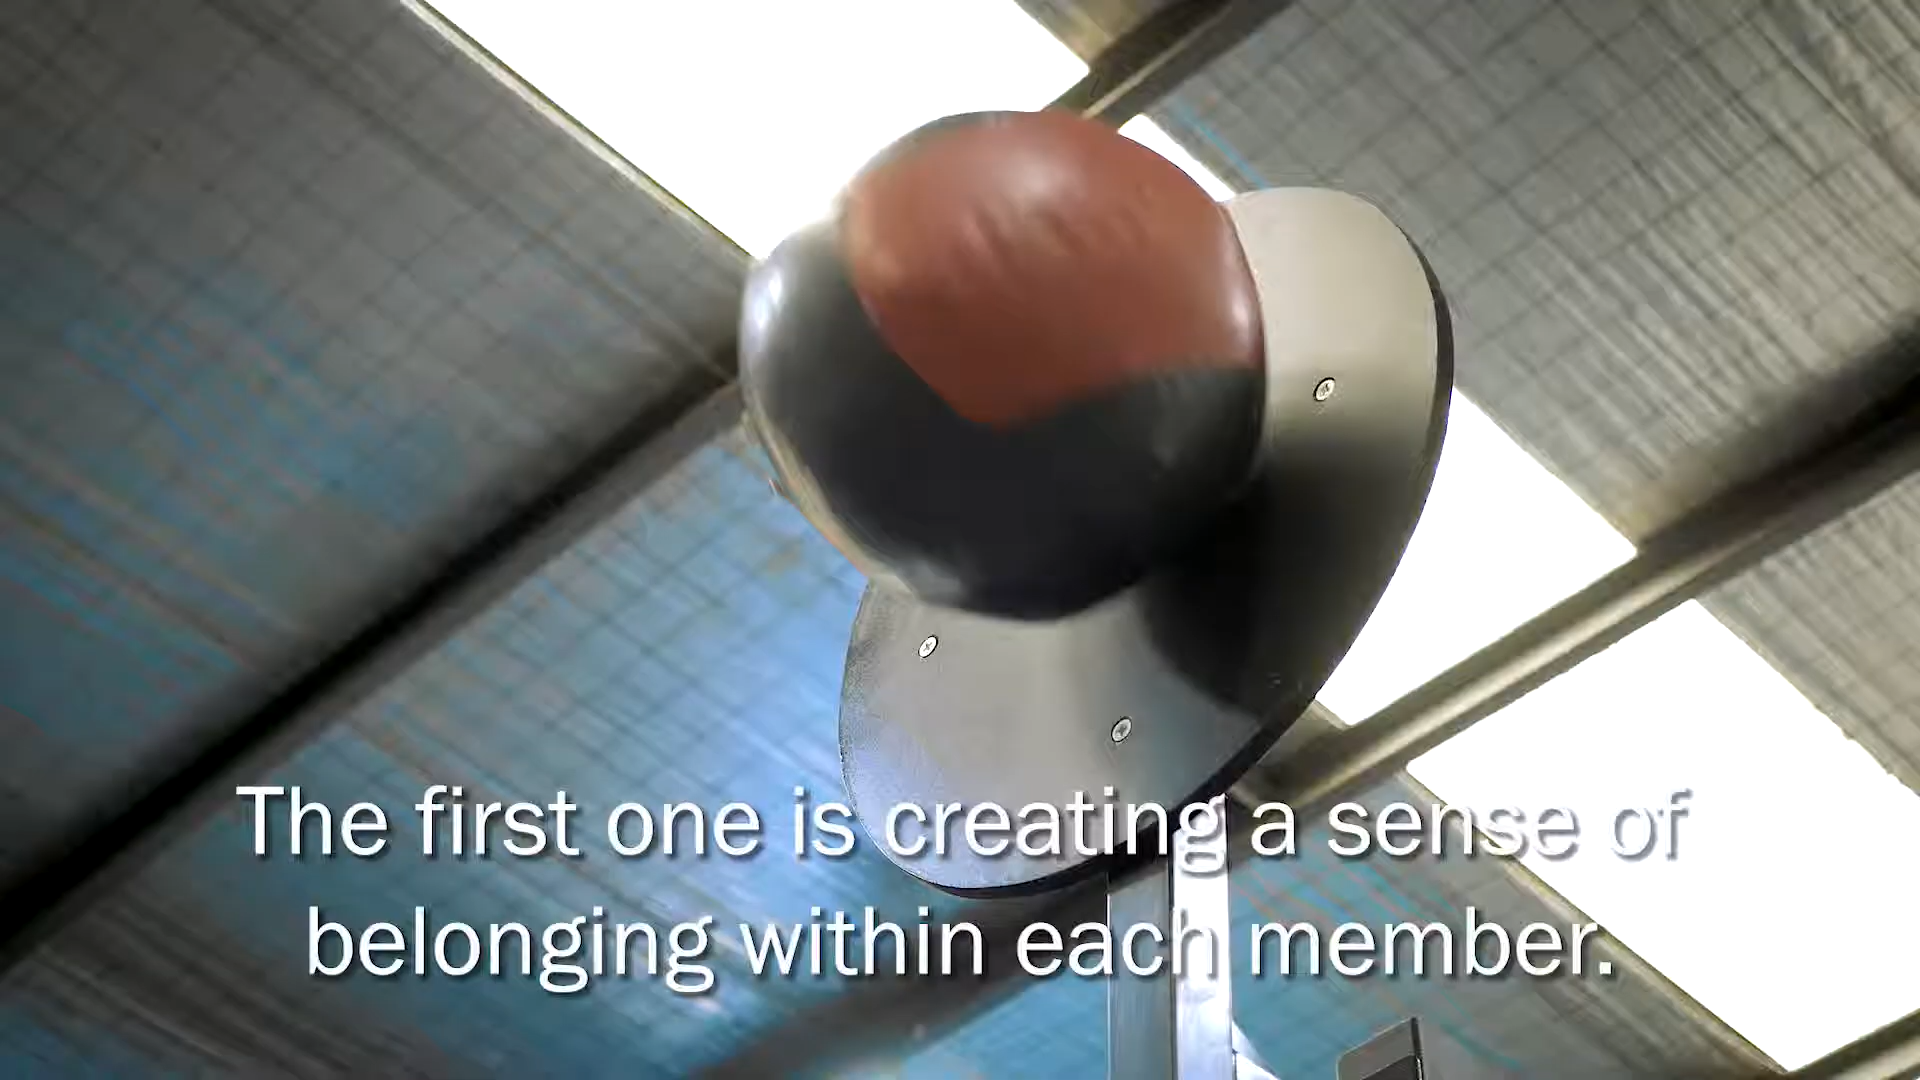 The first one is creating a sense of
belonging within each member.